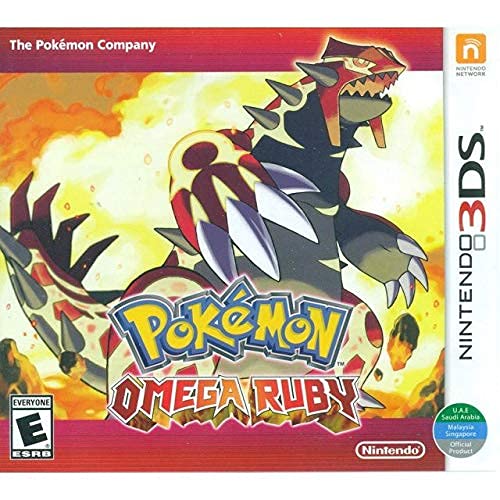 The Pokémon Company
NINTENDO
NETWORK
NINTENDO 3DS
POKÉMON
TM
OMEGA RUBY
EVERYONE
E
ESRB
Nintendo
U.A.E
Saudi Arabia
Malaysia
Singapore
Official
Product